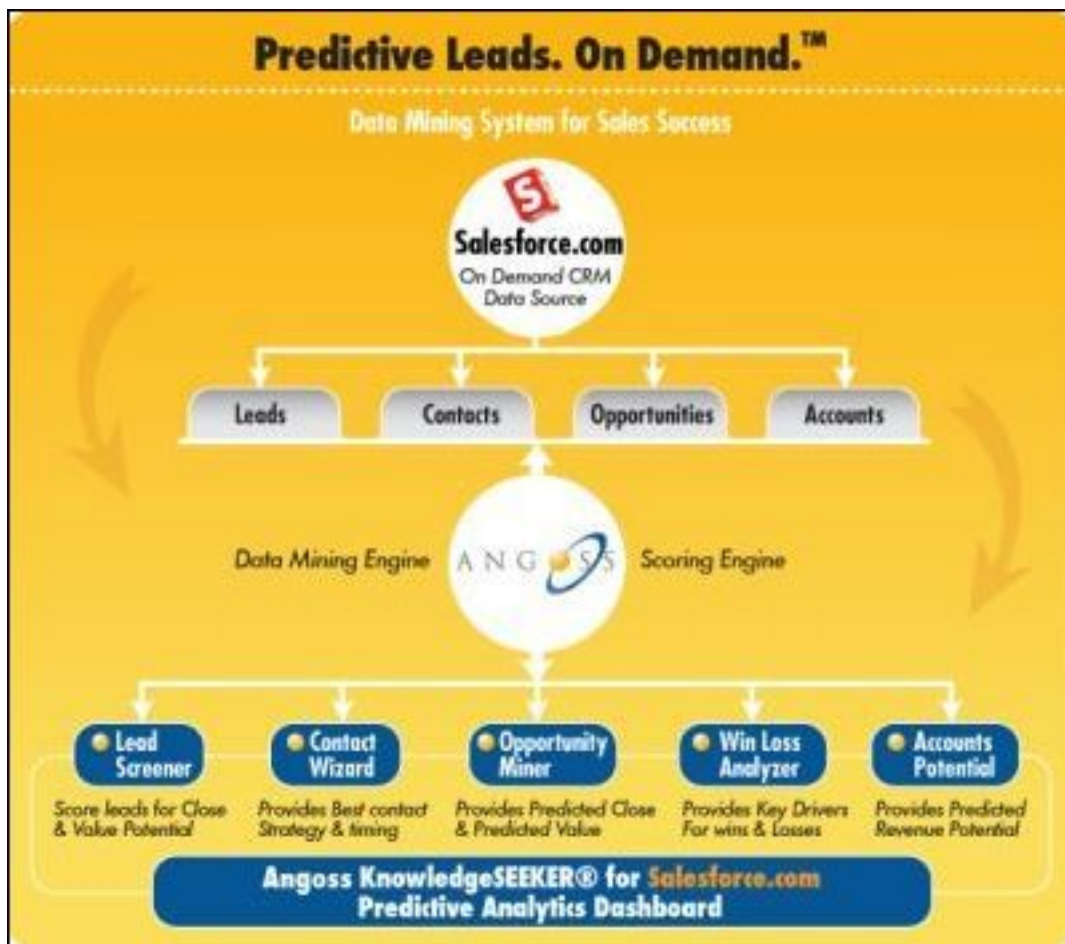 Predictive Leads. On Demand.™
Data Mining System for Sales Success
S
Salesforce.com
On Demand CRM
Data Source
Leads
Contacts
Opportunities
Accounts
Data Mining Engine
ANGOSS
Scoring Engine
Lead
Screener
Score leads for Close
& Value Potential
Contact
Wizard
Provides Best contact
Strategy & timing
Opportunity
Miner
Provides Predicted Close
& Predicted Value
Win Loss
Analyzer
Provides Key Drivers
For wins & Losses
Accounts
Potential
Provides Predicted
Revenue Potential
Angoss KnowledgeSEEKER® for Salesforce.com
Predictive Analytics Dashboard